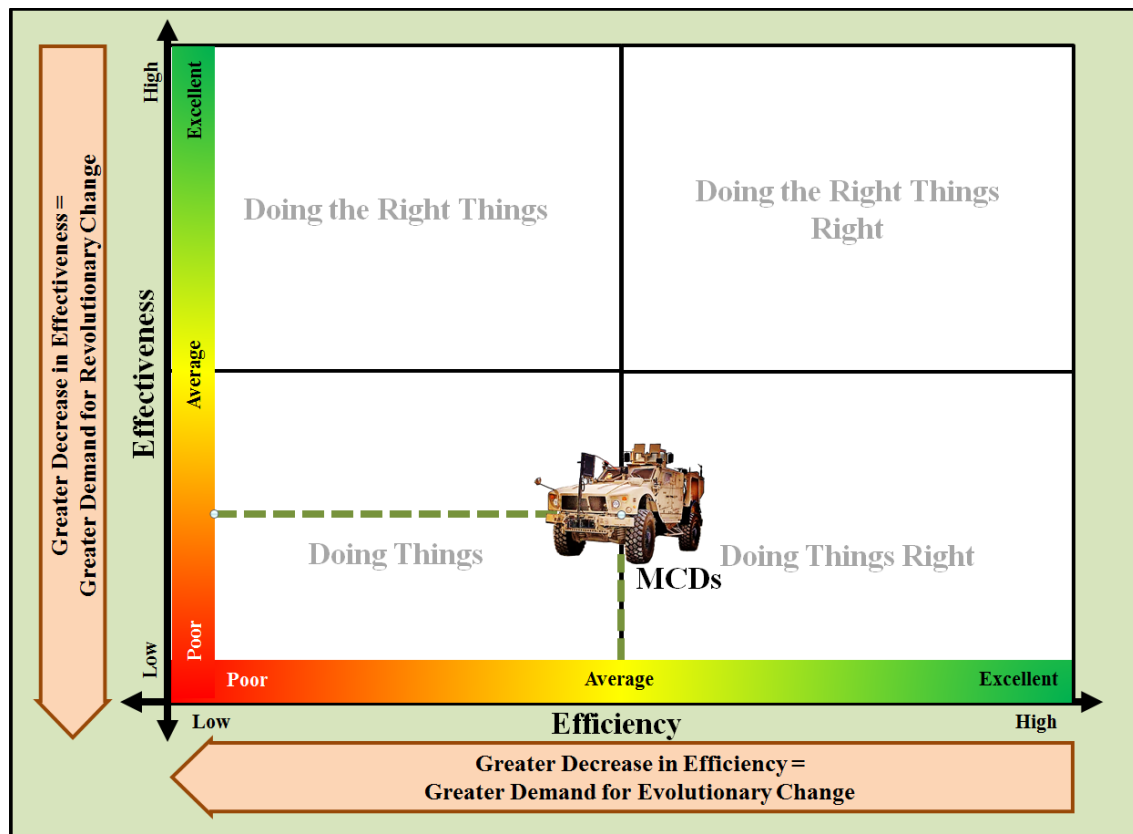 Greater Decrease in Effectiveness =
Greater Demand for Revolutionary Change
High
Effectiveness
Low
Excellent
Average
Poor
Doing the Right Things
Doing the Right Things
Right
Doing Things
Doing Things Right
MCDs
Poor
Average
Excellent
Low
Efficiency
High
Greater Decrease in Efficiency =
Greater Demand for Evolutionary Change